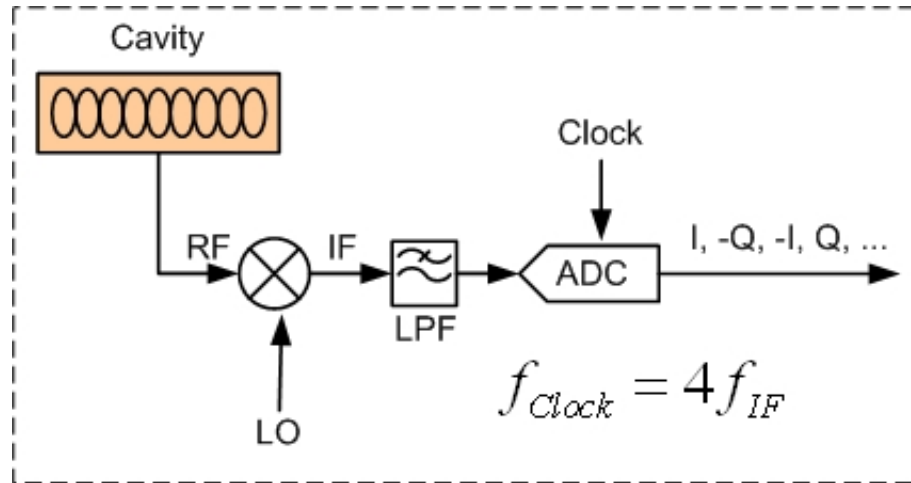 Cavity
Clock
RF
IF
I, -Q, -I, Q, ...
ADC
LPF
f_Clock = 4f_IF
LO